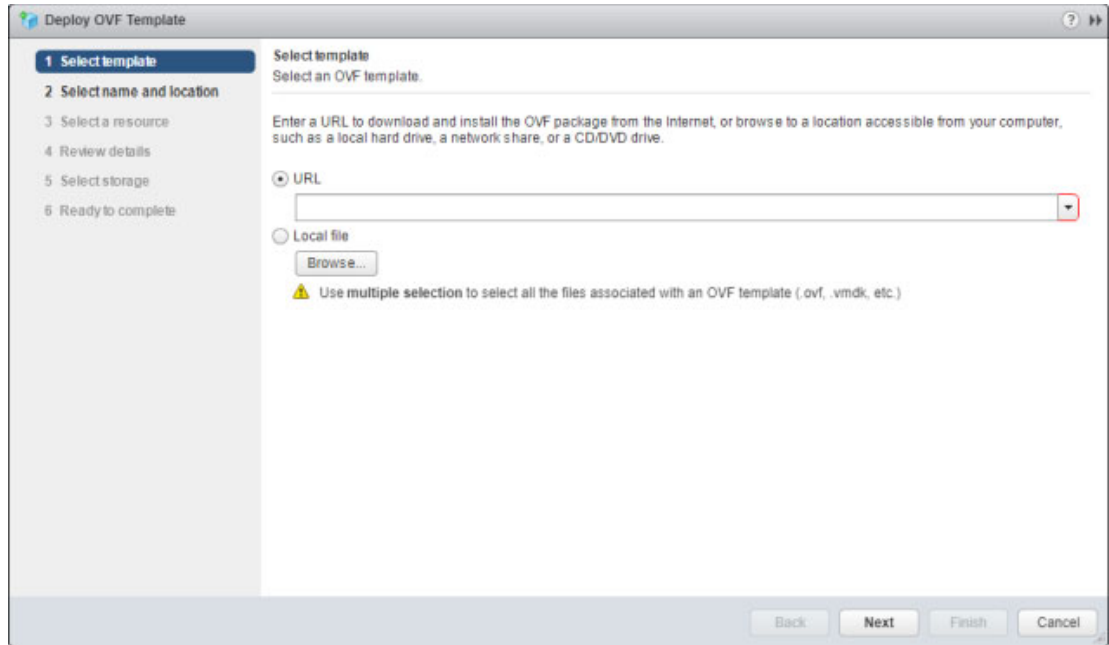 Deploy OVF Template
?
1 Select template
2 Select name and location
3 Select a resource
4 Review details
5 Select storage
6 Ready to complete
Select template
Select an OVF template.
Enter a URL to download and install the OVF package from the Internet, or browse to a location accessible from your computer,
such as a local hard drive, a network share, or a CD/DVD drive.
URL
Local file
Browse...
Use multiple selection to select all the files associated with an OVF template (.ovf, .vmdk, etc.)
Back Next Finish Cancel